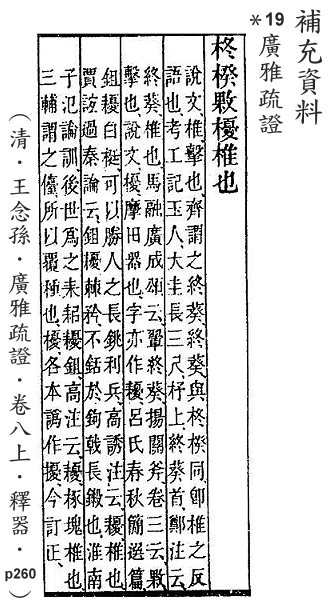 補充資料
*19 廣雅疏證
柊楑敤櫌椎也
說文椎擊也齊謂之終葵終葵與柊楑同即椎之反
語也考工記玉人大圭長三尺杼上終葵首鄭注云
終葵椎也馬融廣成頌云翬終葵揚關斧卷三云敤
擊也說文櫌摩田器也字亦作耰呂氏春秋簡選篇
鉏櫌白梃可以勝人之長銚利兵高誘注云耰椎也
賈誼過秦論云鉏櫌棘矜不銛於鉤戟長鎩也淮南
子氾論訓後世爲之耒耜耰鉏高注云耰椓塊椎也
三輔謂之儓所以覆種也櫌各本譌作擾今訂正
(清・王念孫・廣雅疏證・卷八上・釋器・p260)